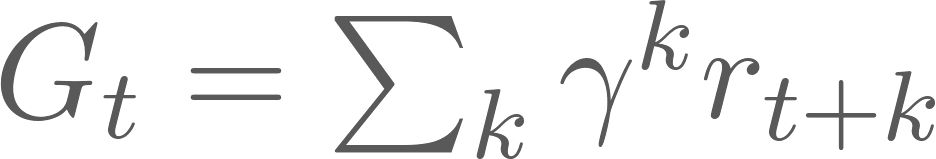 G_t = \sum_k \gamma^k r_{t+k}